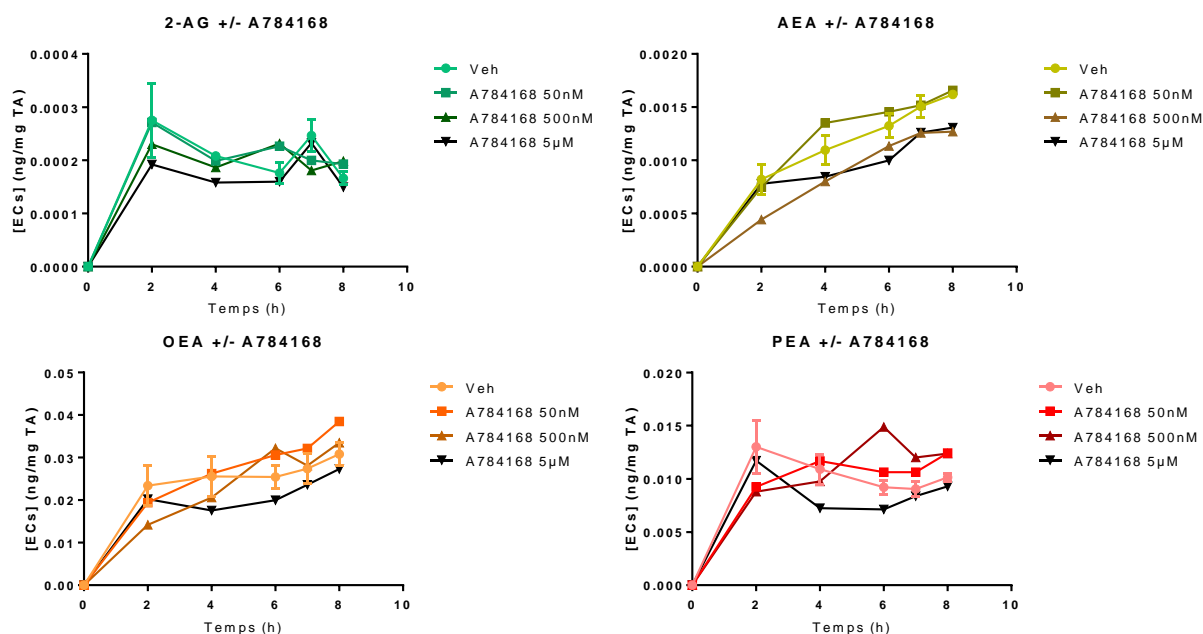 2-AG +/- A784168
[ECs] (ng/mg TA)
0.0004
0.0003
0.0002
0.0001
0.0000
0 2 4 6 8 10
Temps (h)
Veh
A784168 50nM
A784168 500nM
A784168 5µM
AEA +/- A784168
[ECs] (ng/mg TA)
0.0020
0.0015
0.0010
0.0005
0.0000
0 2 4 6 8 10
Temps (h)
Veh
A784168 50nM
A784168 500nM
A784168 5µM
OEA +/- A784168
[ECs] (ng/mg TA)
0.05
0.04
0.03
0.02
0.01
0.00
0 2 4 6 8 10
Temps (h)
Veh
A784168 50nM
A784168 500nM
A784168 5µM
PEA +/- A784168
[ECs] (ng/mg TA)
0.020
0.015
0.010
0.005
0.000
0 2 4 6 8 10
Temps (h)
Veh
A784168 50nM
A784168 500nM
A784168 5µM